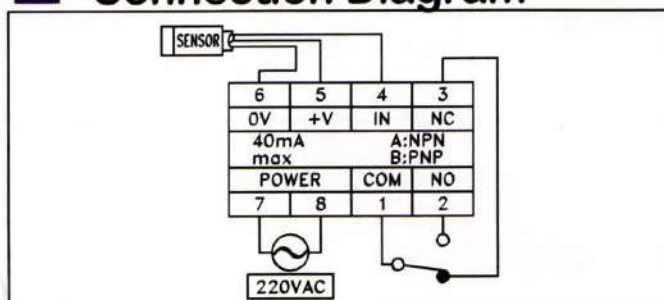 Connection Diagram
SENSOR
6 5 4 3
0V +V IN NC
40mA A:NPN
max B:PNP
POWER COM NO
7 8 1 2
220VAC